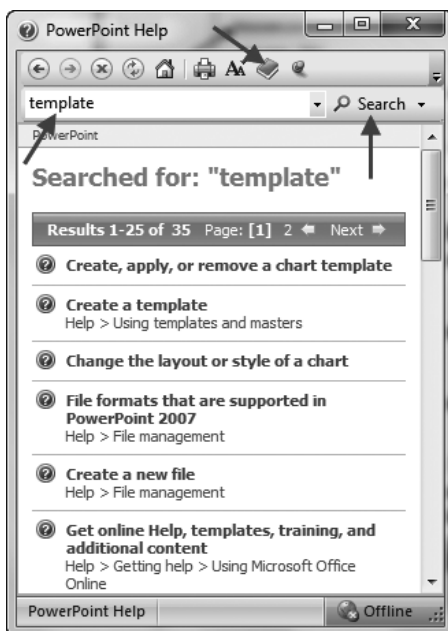 PowerPoint Help
template
Search
PowerPoint
Searched for: "template"
Results 1-25 of 35 Page: [1] 2 Next
Create, apply, or remove a chart template
Create a template
Help > Using templates and masters
Change the layout or style of a chart
File formats that are supported in
PowerPoint 2007
Help > File management
Create a new file
Help > File management
Get online Help, templates, training, and
additional content
Help > Getting help > Using Microsoft Office
Online
PowerPoint Help
Offline